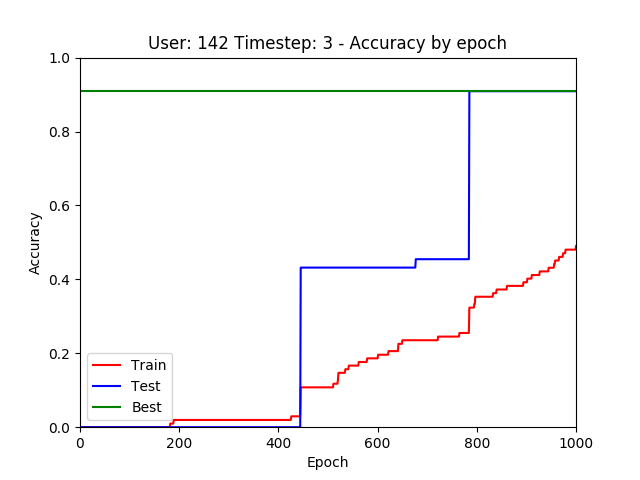 User: 142 Timestep: 3 - Accuracy by epoch
1.0
0.8
0.6
0.4
0.2
0.0
Accuracy
Train
Test
Best
0 200 400 600 800 1000
Epoch